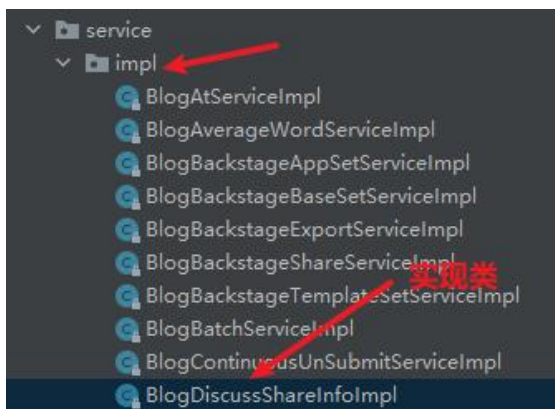 service
impl
BlogAtServiceImpl
BlogAverageWordServiceImpl
BlogBackstageAppSetServiceImpl
BlogBackstageBaseSetServiceImpl
BlogBackstageExportServiceImpl
BlogBackstageShareServiceImpl
实现类
BlogBackstageTemplateSetServiceImpl
BlogBatchServiceImpl
BlogContinuousUnSubmitServiceImpl
BlogDiscussShareInfoImpl